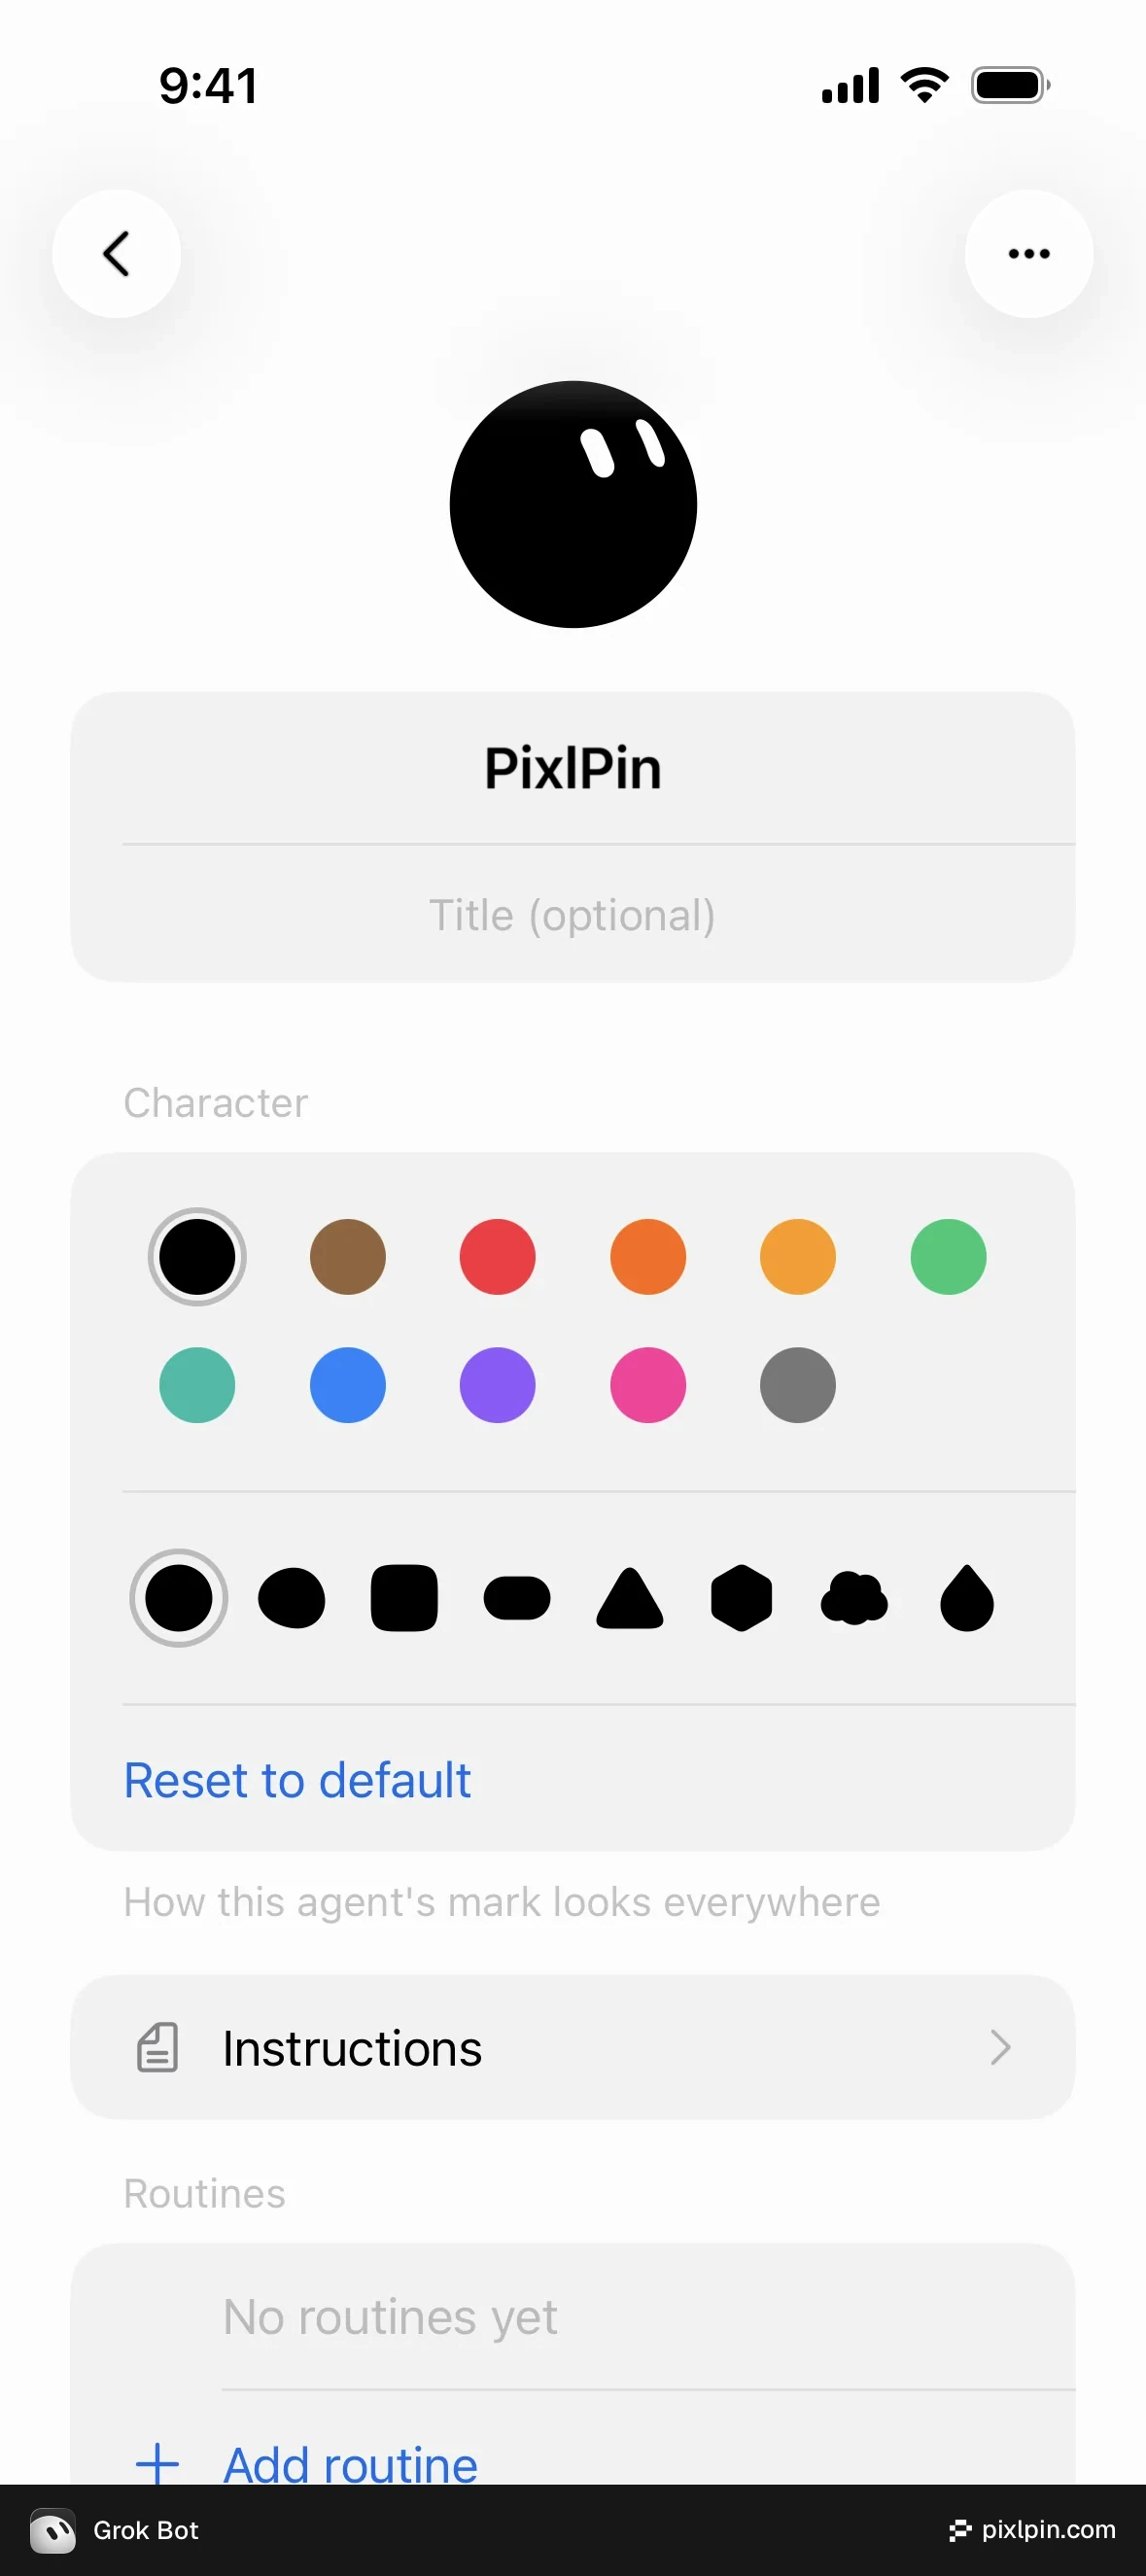 9:41
PixlPin
Title (optional)
Character
Reset to default
How this agent's mark looks everywhere
Instructions
Routines
No routines yet
Add routine
Grok Bot
pixlpin.com